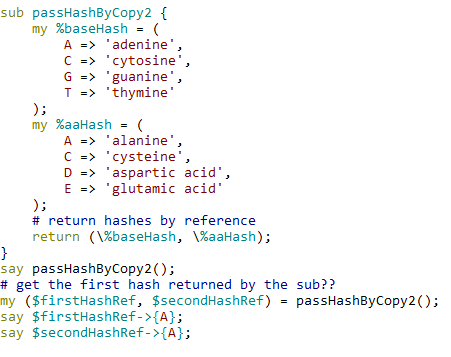 sub passHashByCopy2 {
    my %baseHash = (
        A => 'adenine',
        C => 'cytosine',
        G => 'guanine',
        T => 'thymine'
    );
    my %aaHash = (
        A => 'alanine',
        C => 'cysteine',
        D => 'aspartic acid',
        E => 'glutamic acid'
    );
    # return hashes by reference
    return (\%baseHash, \%aaHash);
}
say passHashByCopy2();
# get the first hash returned by the sub??
my ($firstHashRef, $secondHashRef) = passHashByCopy2();
say $firstHashRef->{A};
say $secondHashRef->{A};